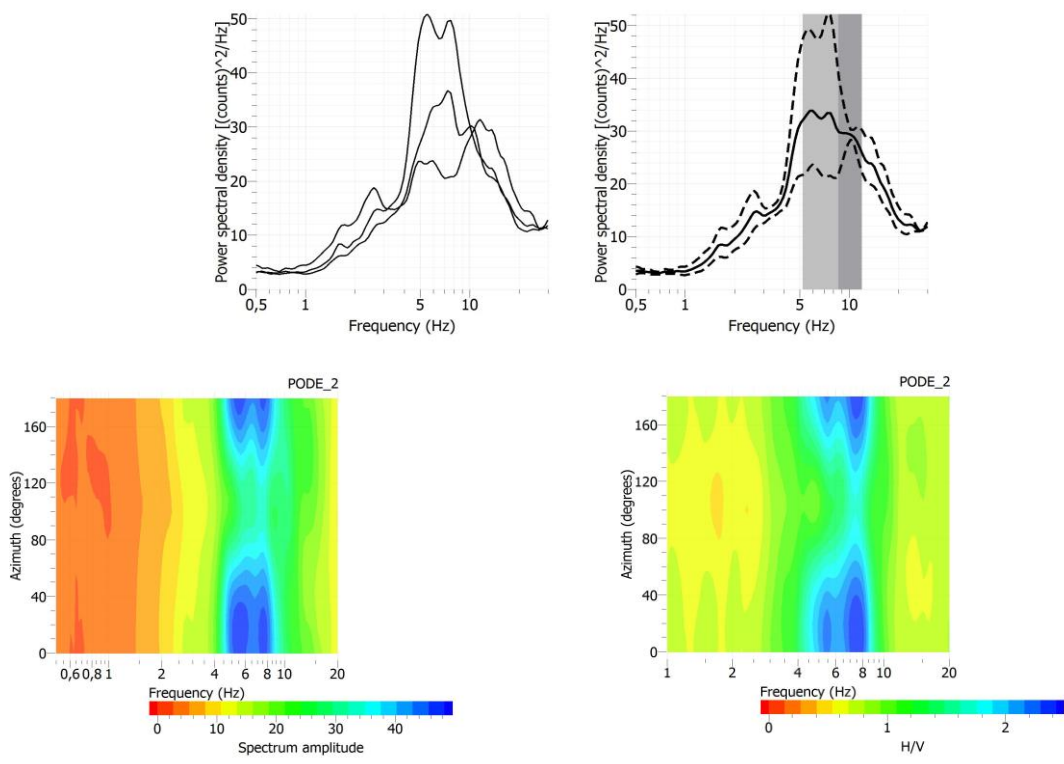 Power spectral density [(counts)^2/Hz]
50
40
30
20
10
0
0,5 1 5 10
Frequency (Hz)
Power spectral density [(counts)^2/Hz]
50
40
30
20
10
0
0,5 1 5 10
Frequency (Hz)
PODE_2
Azimuth (degrees)
160
120
80
40
0
0,6 0,8 1 2 4 6 8 10 20
Frequency (Hz)
0 10 20 30 40
Spectrum amplitude
PODE_2
Azimuth (degrees)
160
120
80
40
0
1 2 4 6 8 10 20
Frequency (Hz)
0 1 2
H/V